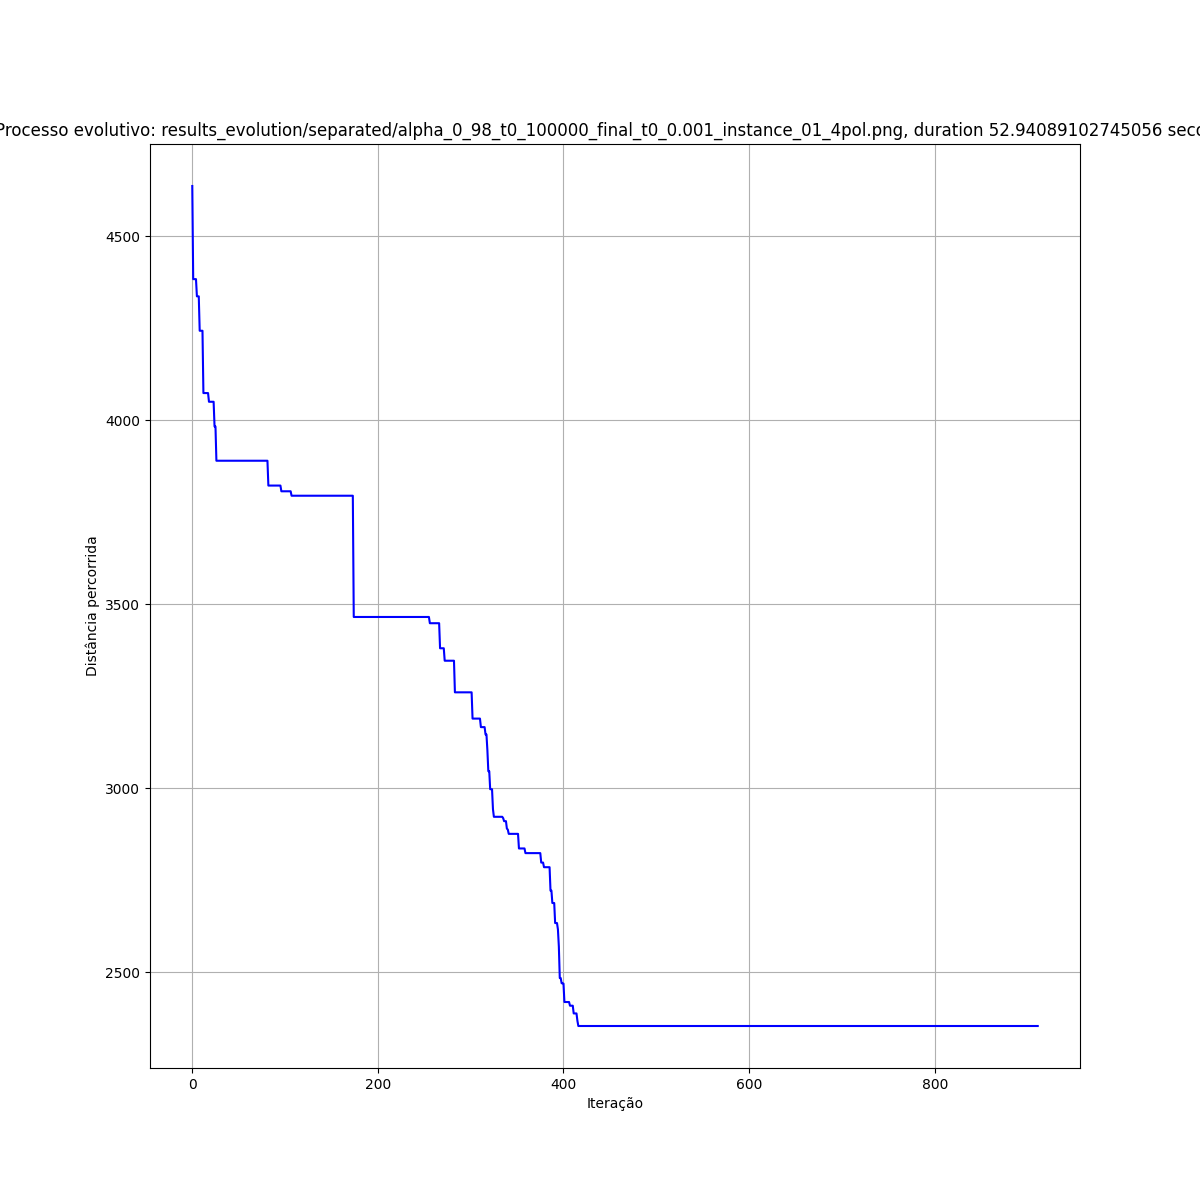 Processo evolutivo: results_evolution/separated/alpha_0_98_t0_100000_final_t0_0.001_instance_01_4pol.png, duration 52.94089102745056 seco
4500
4000
3500
3000
2500
Distância percorrida
0 200 400 600 800
Iteração